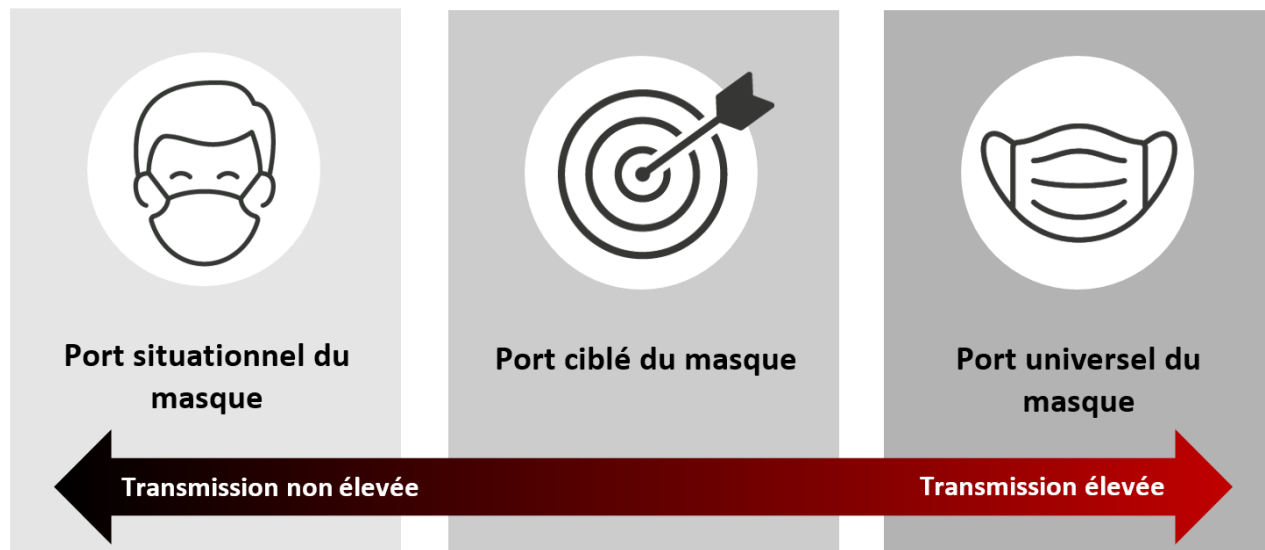 Port situationnel du
masque
Port ciblé du masque
Port universel du
masque
Transmission non élevée
Transmission élevée